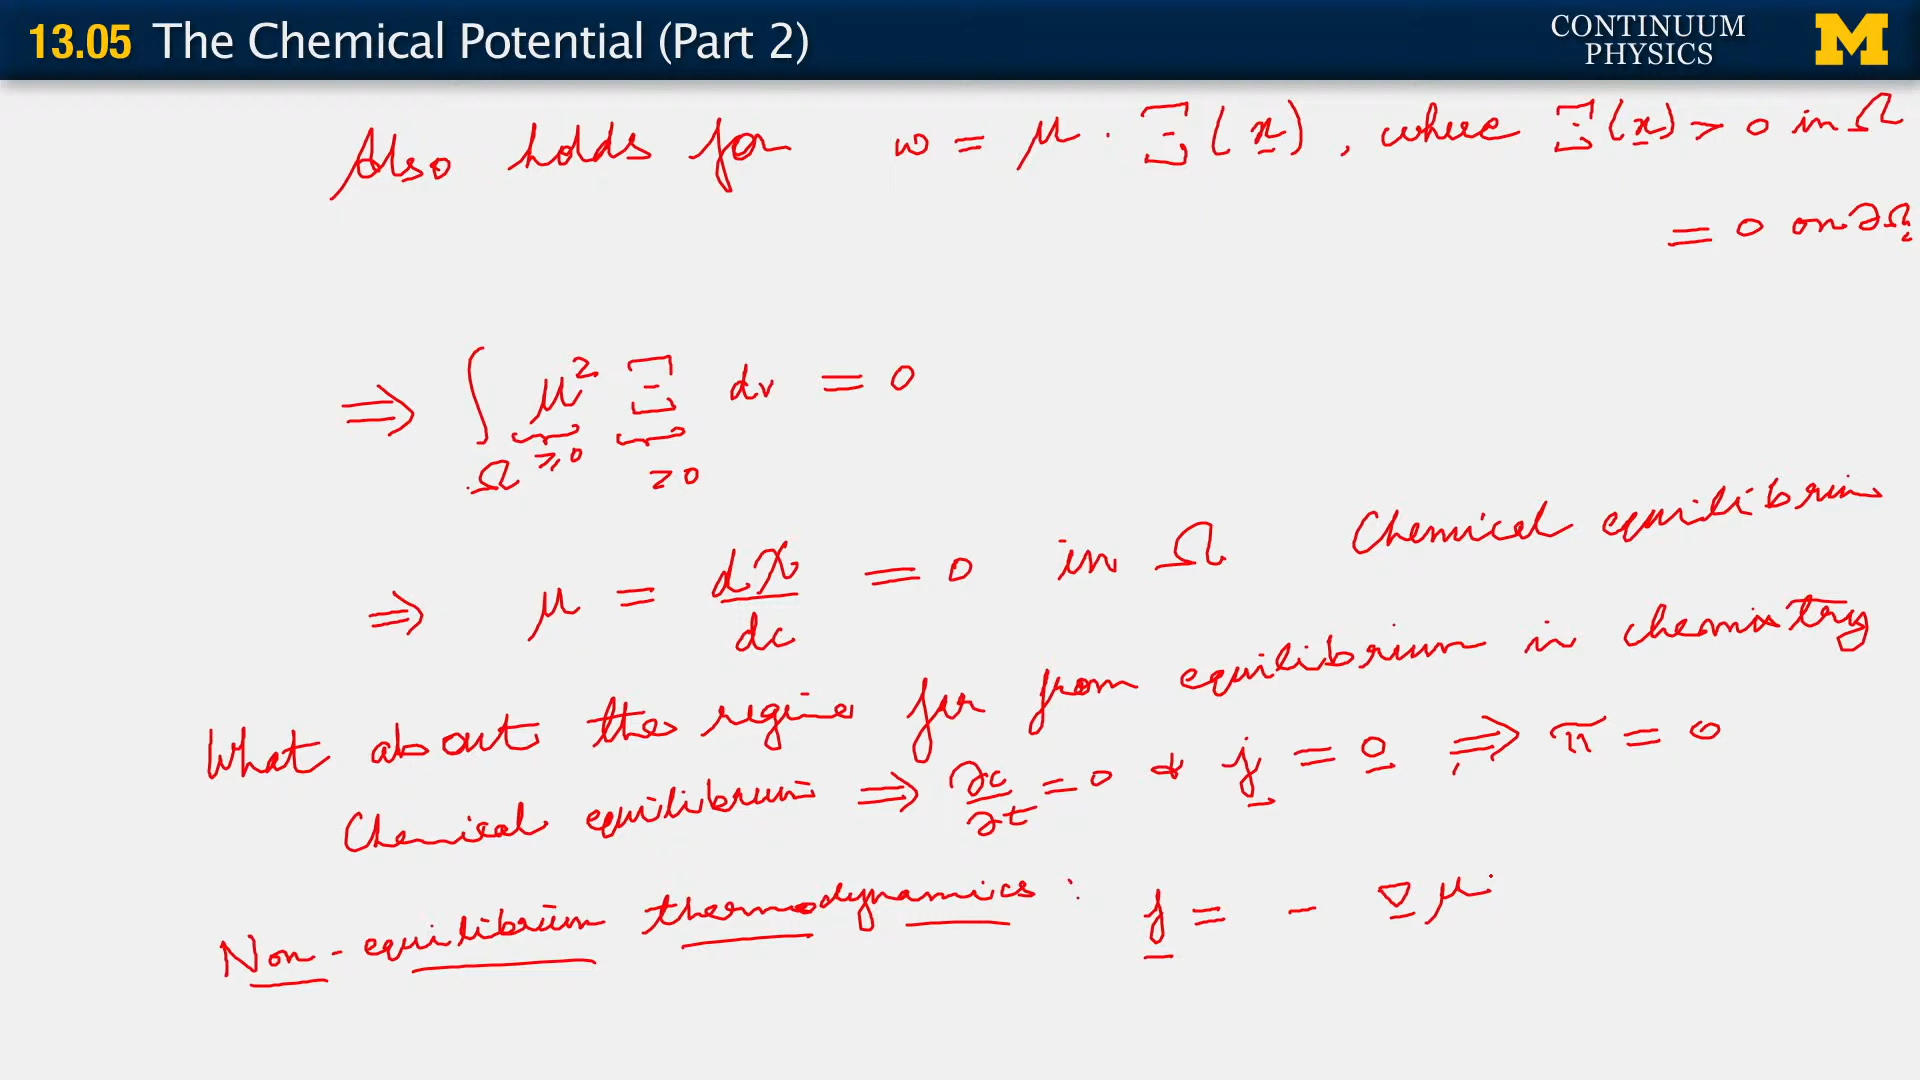 13.05 The Chemical Potential (Part 2)
CONTINUUM PHYSICS
M
Also holds for w = μ · Ξ(x), where Ξ(x) > 0 in Ω
= 0 on ∂Ω
⇒ ∫_Ω μ² Ξ dv = 0
≥0 >0
⇒ μ = dX/dc = 0 in Ω Chemical equilibrium
What about the regime far from equilibrium in chemistry
Chemical equilibrium ⇒ ∂c/∂t = 0 & j = 0 ⇒ π = 0
Non-equilibrium thermodynamics: j = - ∇μ